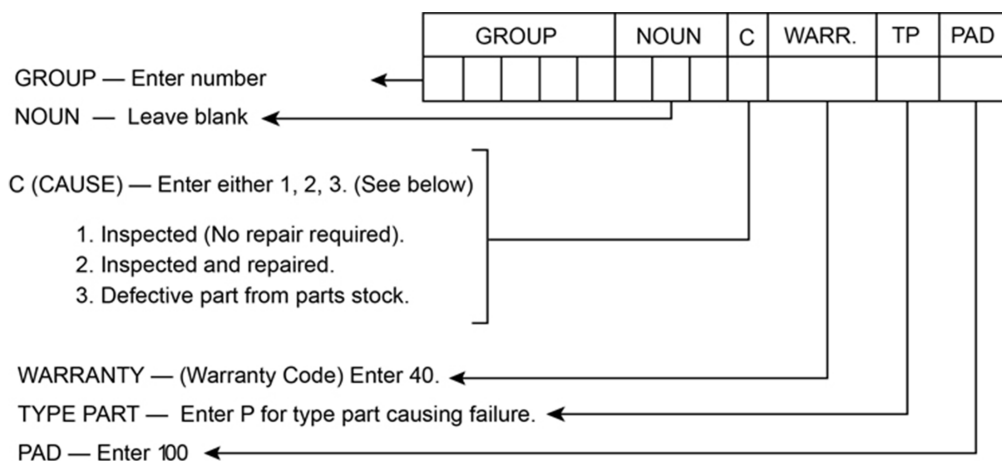 GROUP NOUN C WARR. TP PAD
GROUP — Enter number
NOUN — Leave blank
C (CAUSE) — Enter either 1, 2, 3. (See below)
1. Inspected (No repair required).
2. Inspected and repaired.
3. Defective part from parts stock.
WARRANTY — (Warranty Code) Enter 40.
TYPE PART — Enter P for type part causing failure.
PAD — Enter 100